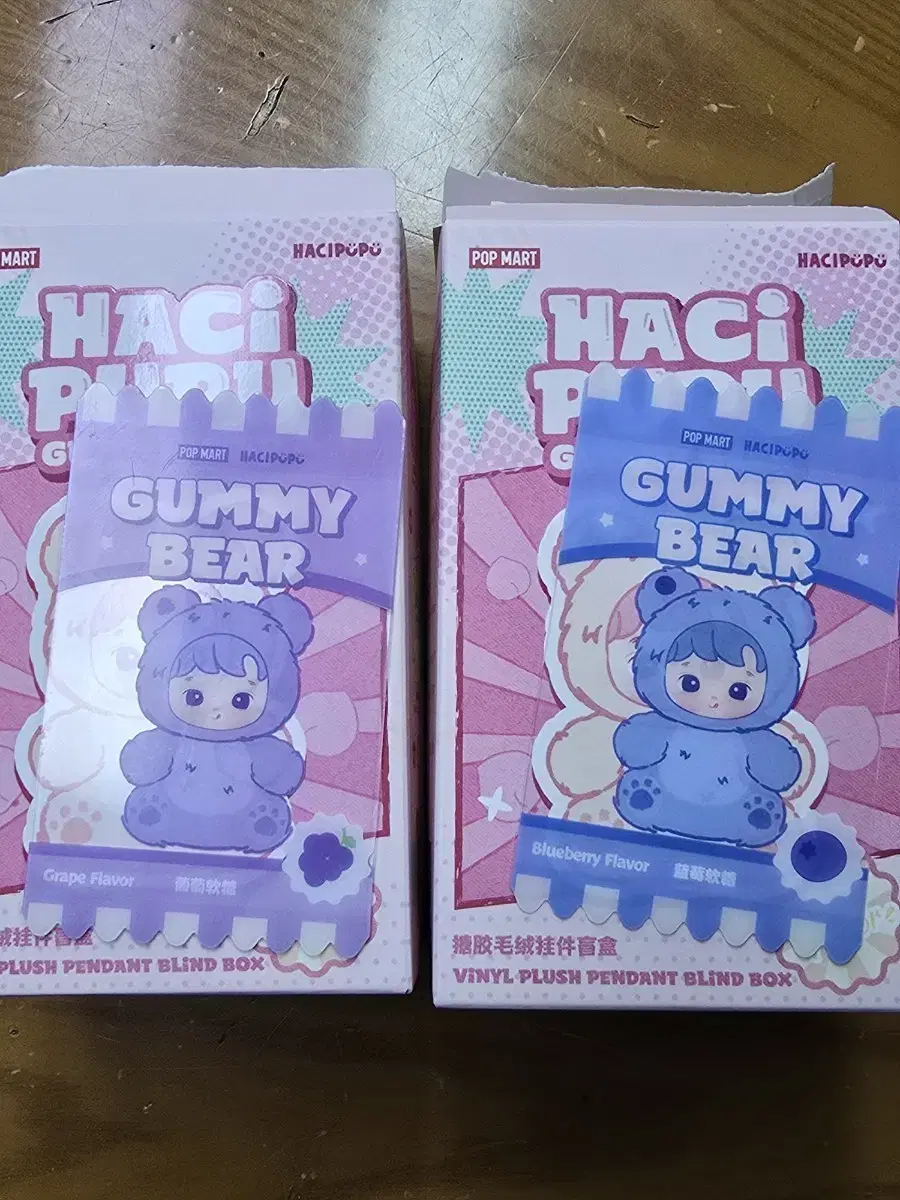 MART
HACIPUPU
HACI
PUPU
G
POP MART HACIPUPU
GUMMY
BEAR
Grape Flavor 葡萄软糖
绒挂件盲盒
PLUSH PENDANT BLIND BOX
POP MART
HACIPUPU
HACI
PUPU
G
POP MART HACIPUPU
GUMMY
BEAR
Blueberry Flavor 蓝莓软糖
搪胶毛绒挂件盲盒
VINYL PLUSH PENDANT BLIND BOX